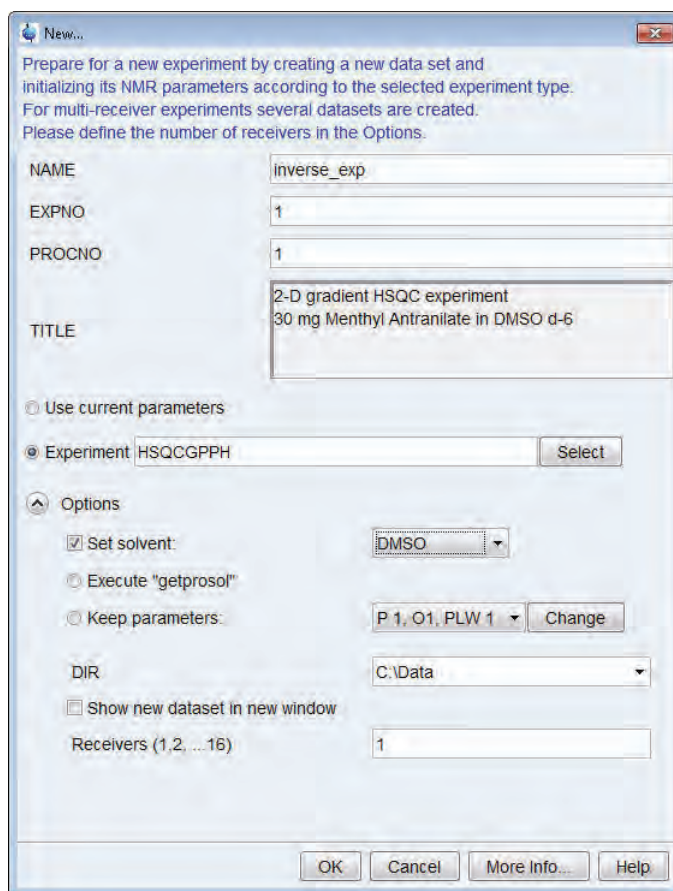 New...
Prepare for a new experiment by creating a new data set and
initializing its NMR parameters according to the selected experiment type.
For multi-receiver experiments several datasets are created.
Please define the number of receivers in the Options.
NAME inverse_exp
EXPNO 1
PROCNO 1
2-D gradient HSQC experiment
30 mg Menthyl Antranilate in DMSO d-6
TITLE
Use current parameters
Experiment HSQCGPPH Select
Options
Set solvent: DMSO
Execute "getprosol"
Keep parameters: P 1, O1, PLW 1 Change
DIR C:\Data
Show new dataset in new window
Receivers (1,2, ...16) 1
OK Cancel More Info... Help